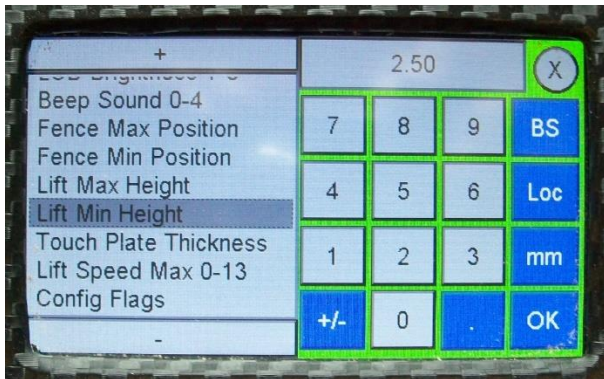 +
Beep Sound 0-4
Fence Max Position
Fence Min Position
Lift Max Height
Lift Min Height
Touch Plate Thickness
Lift Speed Max 0-13
Config Flags
-
2.50
X
7 8 9 BS
4 5 6 Loc
1 2 3 mm
+/- 0 . OK